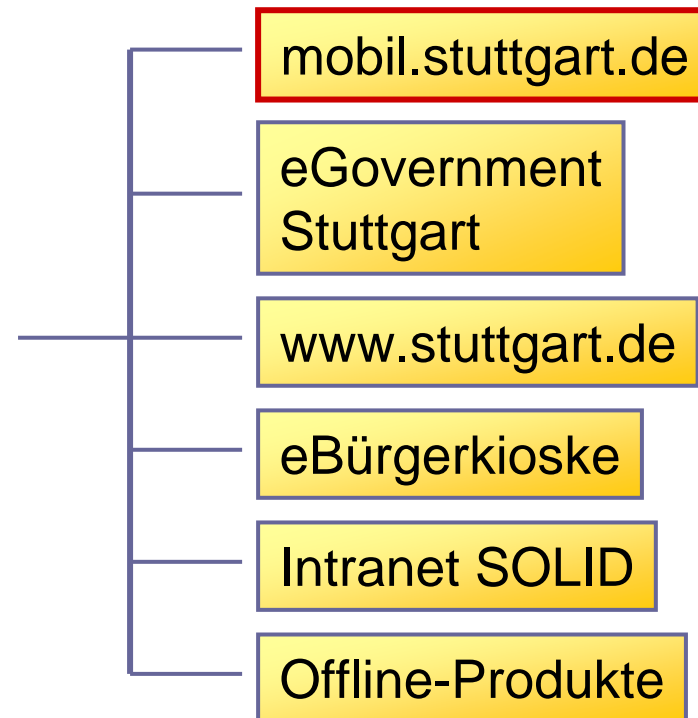 mobil.stuttgart.de
eGovernment
Stuttgart
www.stuttgart.de
eBürgerkioske
Intranet SOLID
Offline-Produkte